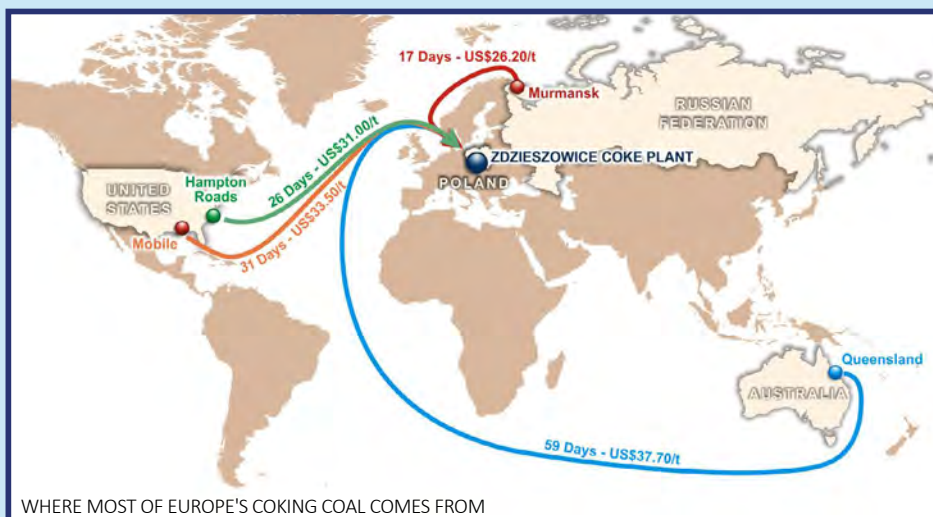 17 Days - US$26.20/t
Murmansk
RUSSIAN
FEDERATION
ZDZIESZOWICE COKE PLANT
POLAND
26 Days - US$31.00/t
Hampton
Roads
UNITED
STATES
Mobile
31 Days - US$33.50/t
Queensland
AUSTRALIA
59 Days - US$37.70/t
WHERE MOST OF EUROPE'S COKING COAL COMES FROM